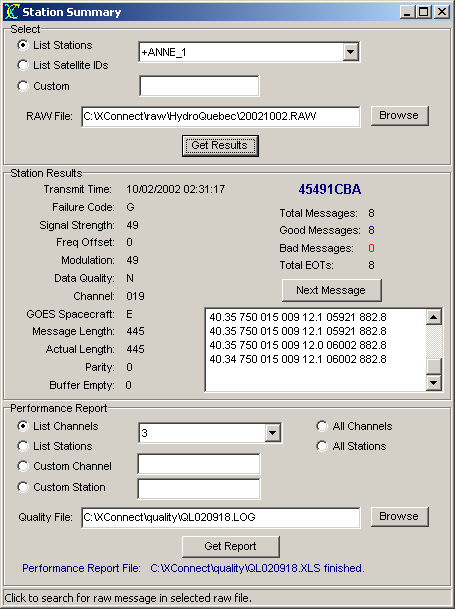 Station Summary
Select
List Stations
+ANNE_1
List Satellite IDs
Custom
RAW File: C:\XConnect\raw\HydroQuebec\20021002.RAW Browse
Get Results
Station Results
Transmit Time: 10/02/2002 02:31:17
Failure Code: G
Signal Strength: 49
Freq Offset: 0
Modulation: 49
Data Quality: N
Channel: 019
GOES Spacecraft: E
Message Length: 445
Actual Length: 445
Parity: 0
Buffer Empty: 0
45491CBA
Total Messages: 8
Good Messages: 8
Bad Messages: 0
Total EOTs: 8
Next Message
40.35 750 015 009 12.1 05921 882.8
40.34 750 015 009 12.1 05921 882.8
40.35 750 015 009 12.0 06002 882.8
40.34 750 015 009 12.1 06002 882.8
Performance Report
List Channels
3
All Channels
List Stations
All Stations
Custom Channel
Custom Station
Quality File: C:\XConnect\quality\QL020918.LOG Browse
Get Report
Performance Report File: C:\XConnect\quality\QL020918.XLS finished.
Click to search for raw message in selected raw file.